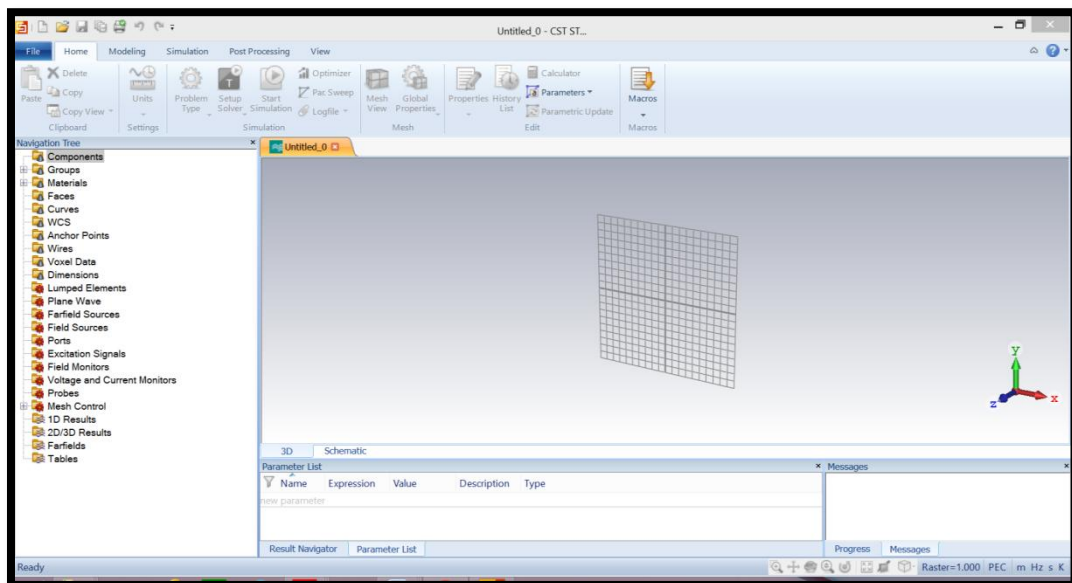 Untitled_0 - CST ST...
File Home Modeling Simulation Post Processing View
Paste
Delete
Copy
Copy View
Clipboard
Units
Settings
Problem Type
Setup Solver
Start Simulation
Optimizer
Par. Sweep
Logfile
Simulation
Mesh View
Global Properties
Mesh
Properties
History List
Calculator
Parameters
Parametric Update
Edit
Macros
Macros
Navigation Tree
Components
Groups
Materials
Faces
Curves
WCS
Anchor Points
Wires
Voxel Data
Dimensions
Lumped Elements
Plane Wave
Farfield Sources
Field Sources
Ports
Excitation Signals
Field Monitors
Voltage and Current Monitors
Probes
Mesh Control
1D Results
2D/3D Results
Farfields
Tables
Untitled_0
y
z
x
3D Schematic
Parameter List
Name Expression Value Description Type
new parameter
Result Navigator Parameter List
Messages
Progress Messages
Ready
Raster=1.000 PEC m Hz s K